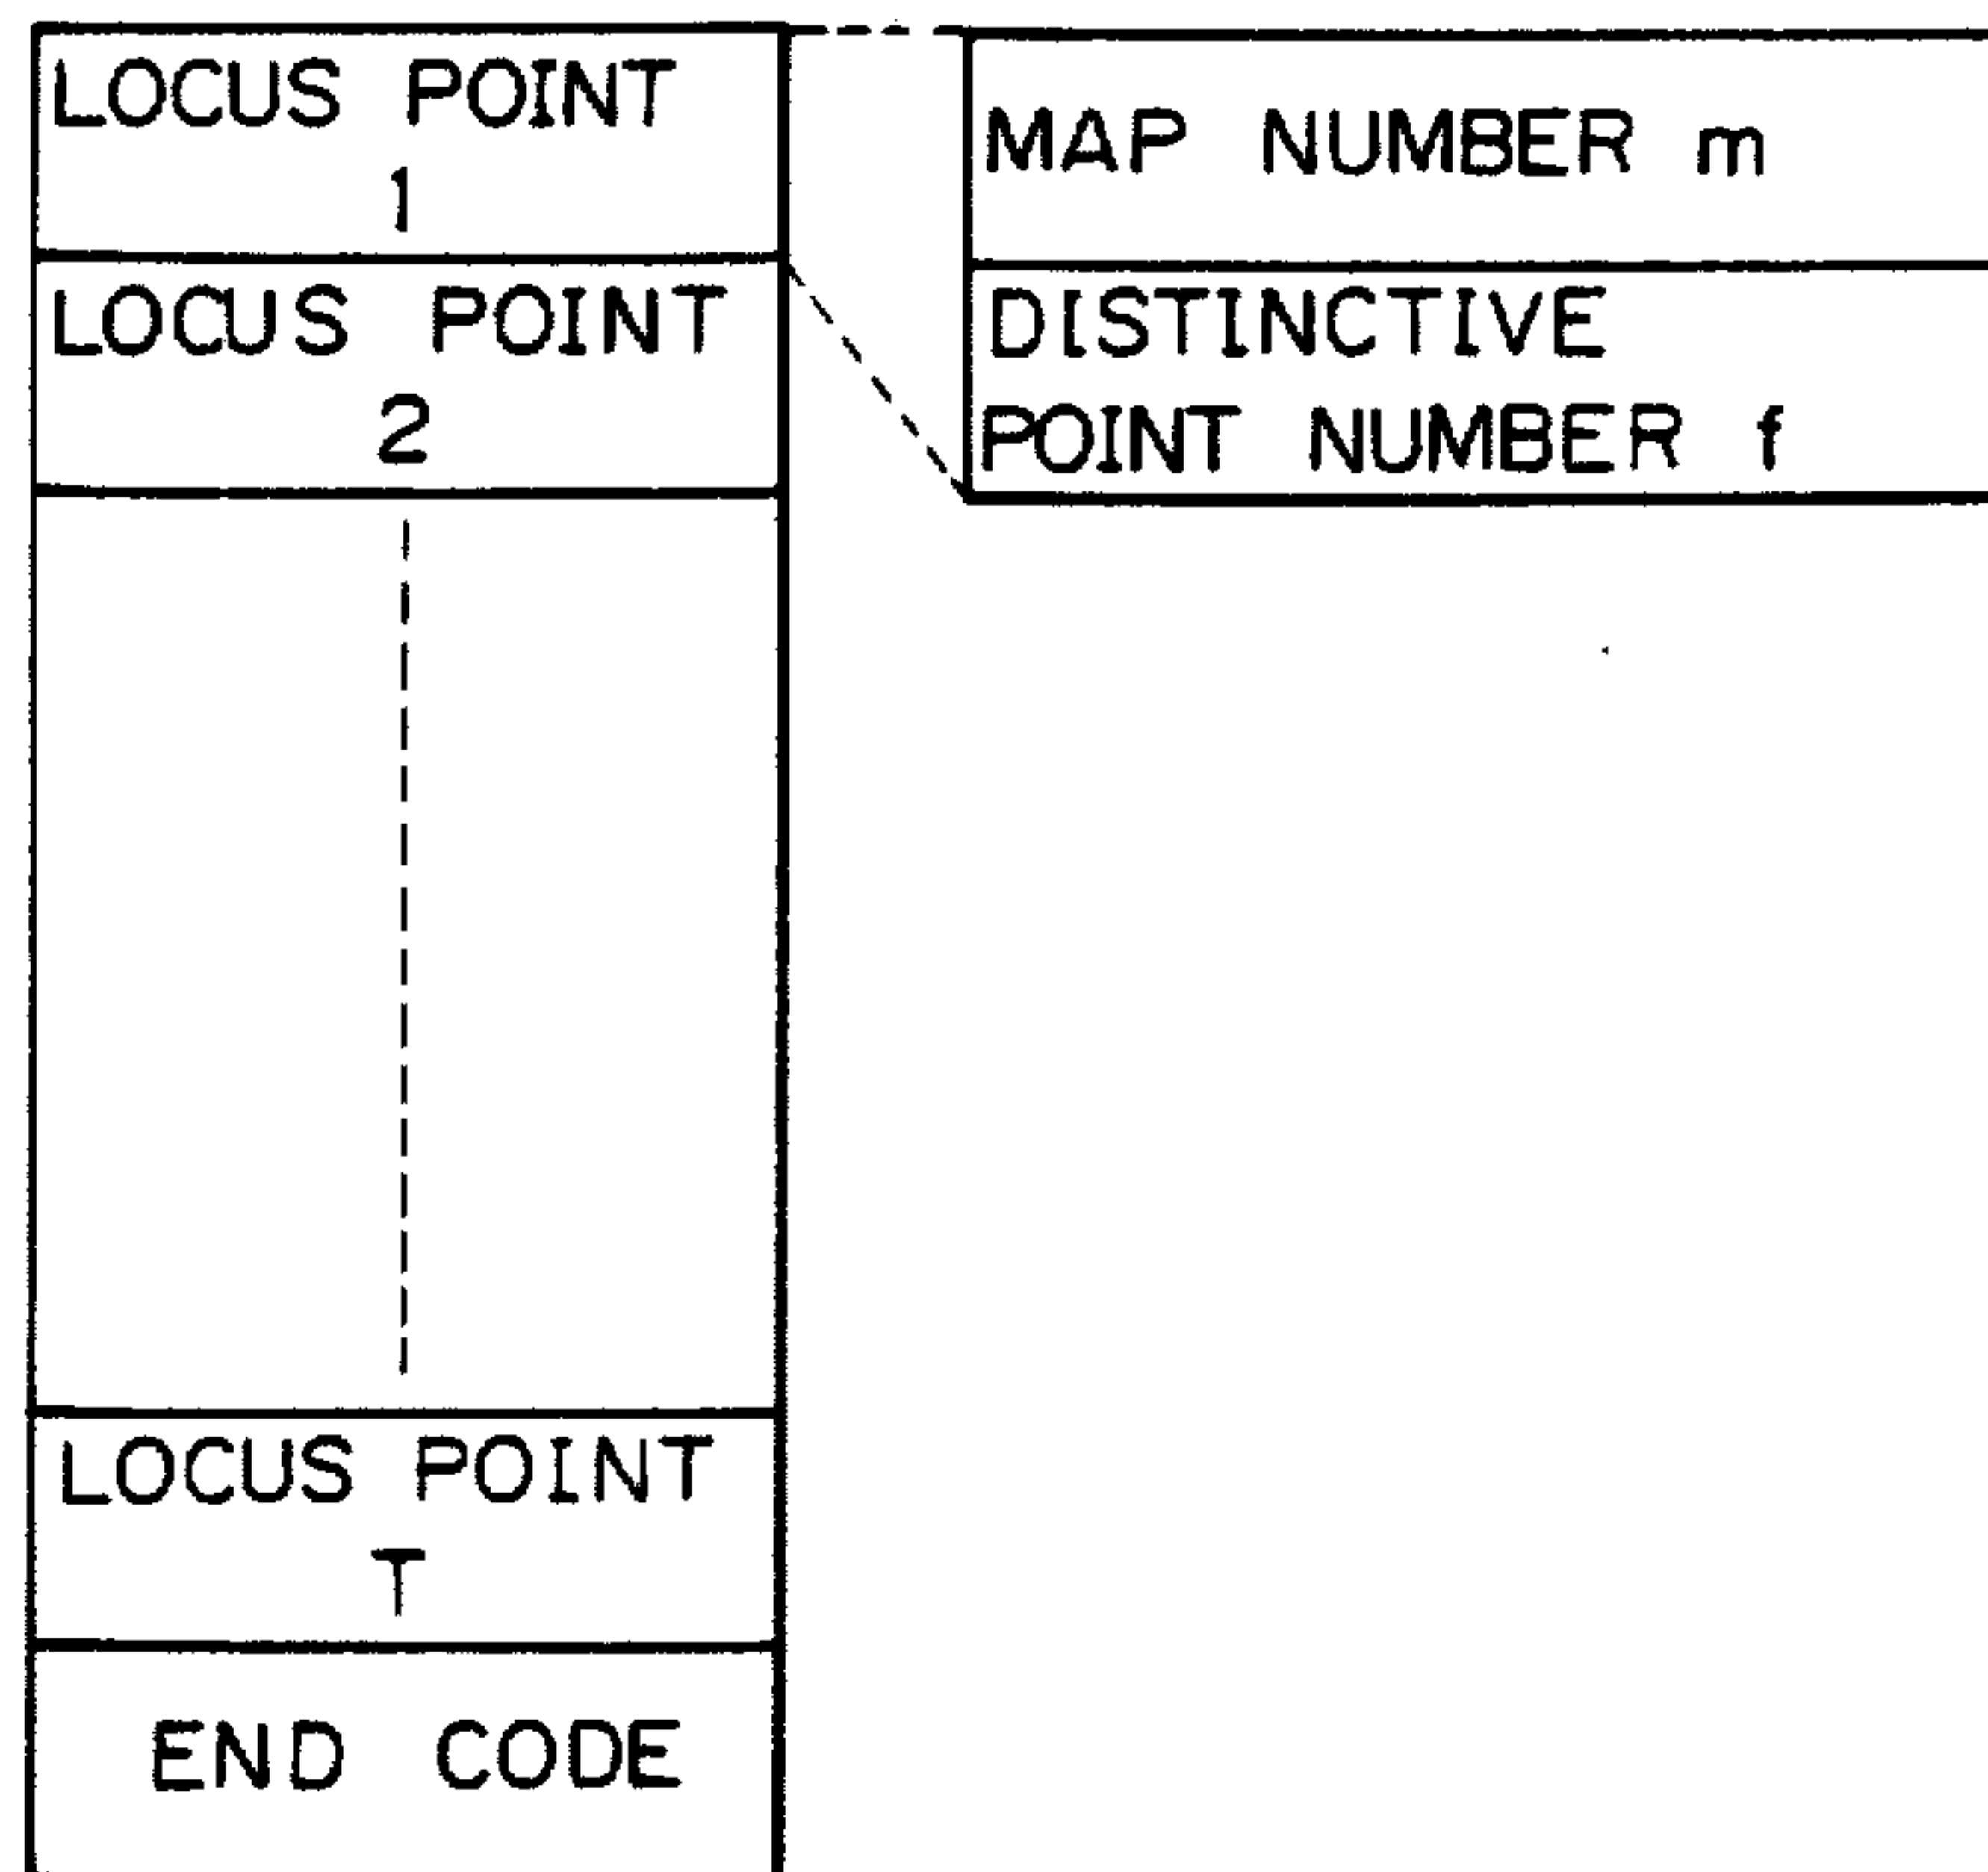 LOCUS POINT
1
LOCUS POINT
2
LOCUS POINT
T
END CODE
MAP NUMBER m
DISTINCTIVE
POINT NUMBER f